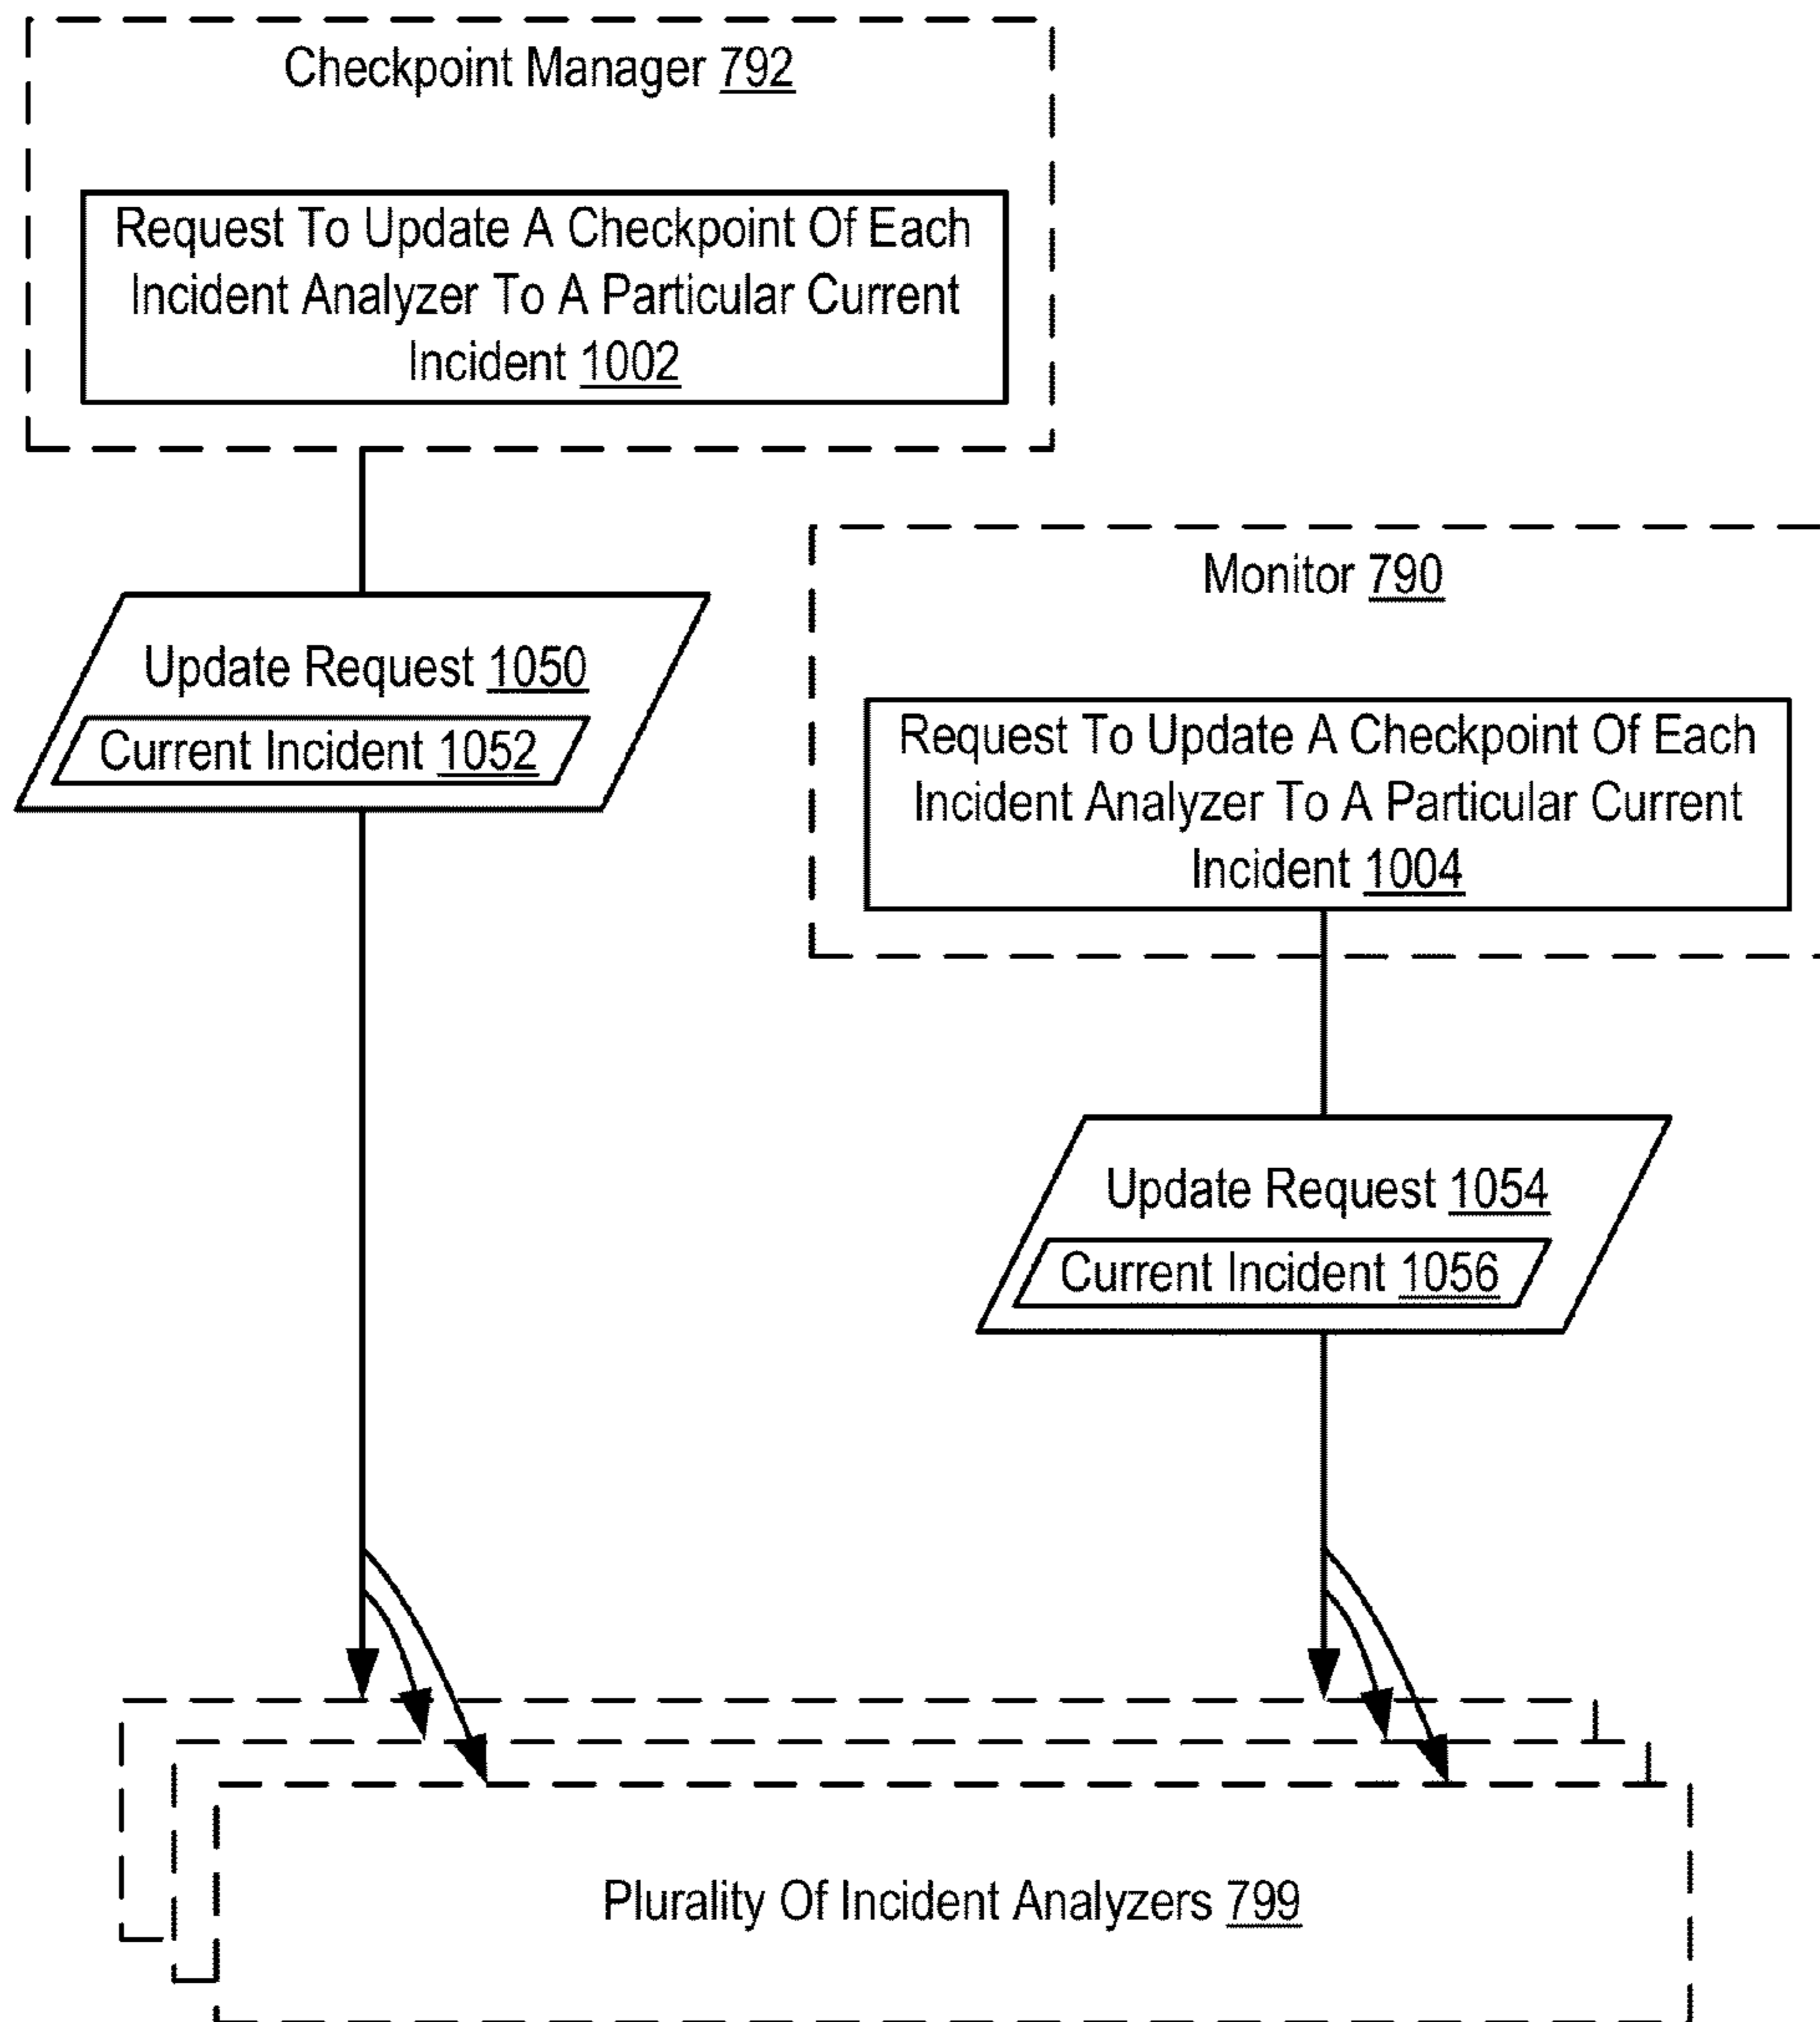 Checkpoint Manager 792
Request To Update A Checkpoint Of Each
Incident Analyzer To A Particular Current
Incident 1002
Update Request 1050
Current Incident 1052
Monitor 790
Request To Update A Checkpoint Of Each
Incident Analyzer To A Particular Current
Incident 1004
Update Request 1054
Current Incident 1056
Plurality Of Incident Analyzers 799